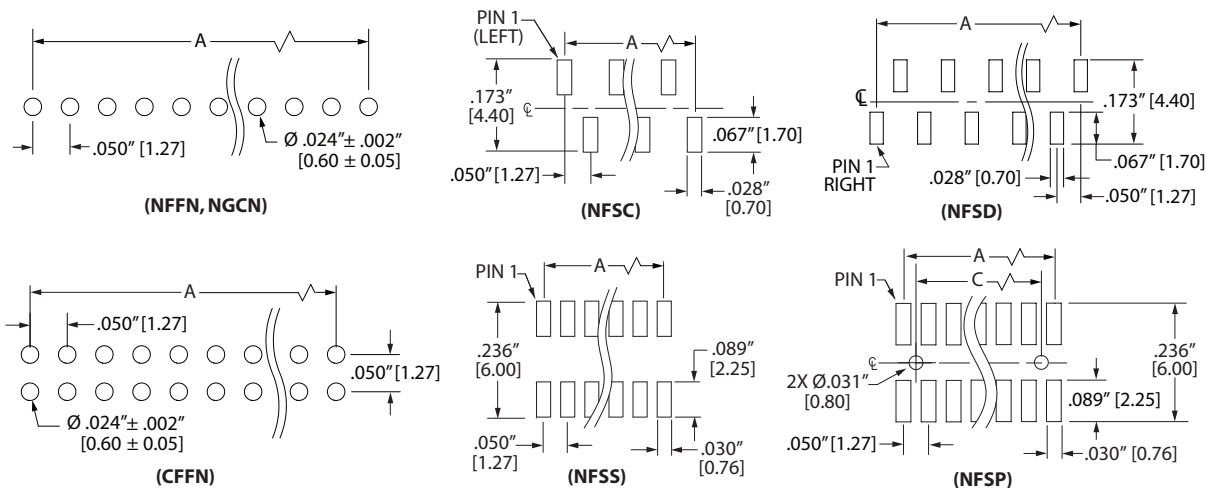 A
.050” [1.27]
Ø .024”± .002”
[0.60 ± 0.05]
(NFFN, NGCN)
PIN 1
(LEFT)
A
.173”
[4.40]
℄
.067” [1.70]
.050” [1.27]
.028”
[0.70]
(NFSC)
A
℄
.173” [4.40]
.067” [1.70]
PIN 1
RIGHT
.028” [0.70]
.050” [1.27]
(NFSD)
A
.050” [1.27]
.050” [1.27]
Ø .024”± .002”
[0.60 ± 0.05]
(CFFN)
PIN 1
A
.236”
[6.00]
.089”
[2.25]
.050”
[1.27]
.030”
[0.76]
(NFSS)
A
PIN 1
C
℄
2X Ø.031”
[0.80]
.236”
[6.00]
.089” [2.25]
.050” [1.27]
.030” [0.76]
(NFSP)